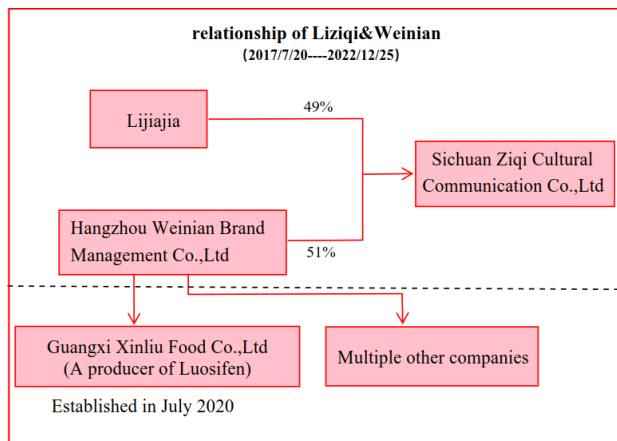 relationship of Liziqi&Weinian
(2017/7/20----2022/12/25)
49%
Lijiajia
Sichuan Ziqi Cultural
Communication Co.,Ltd
Hangzhou Weinian Brand
Management Co.,Ltd
51%
Guangxi Xinliu Food Co.,Ltd
(A producer of Luosifen)
Multiple other companies
Established in July 2020